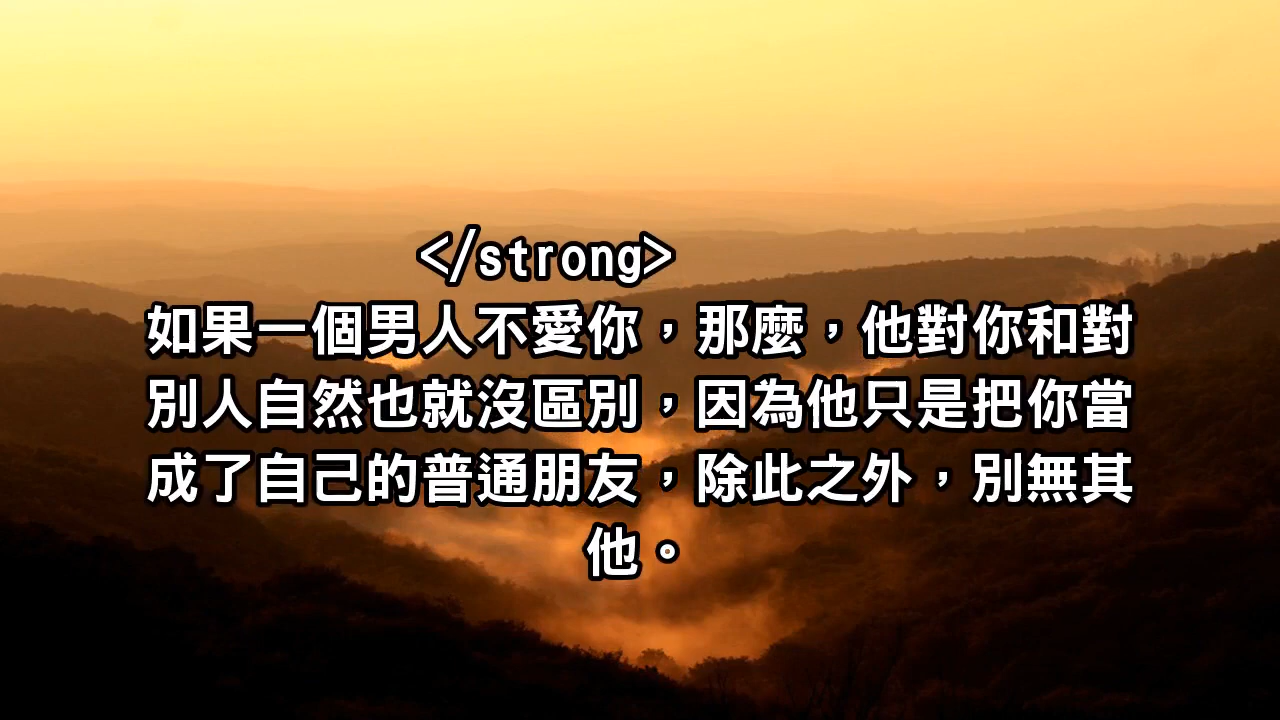 </strong>
如果一個男人不愛你，那麼，他對你和對
別人自然也就沒區別，因為他只是把你當
成了自己的普通朋友，除此之外，別無其
他。